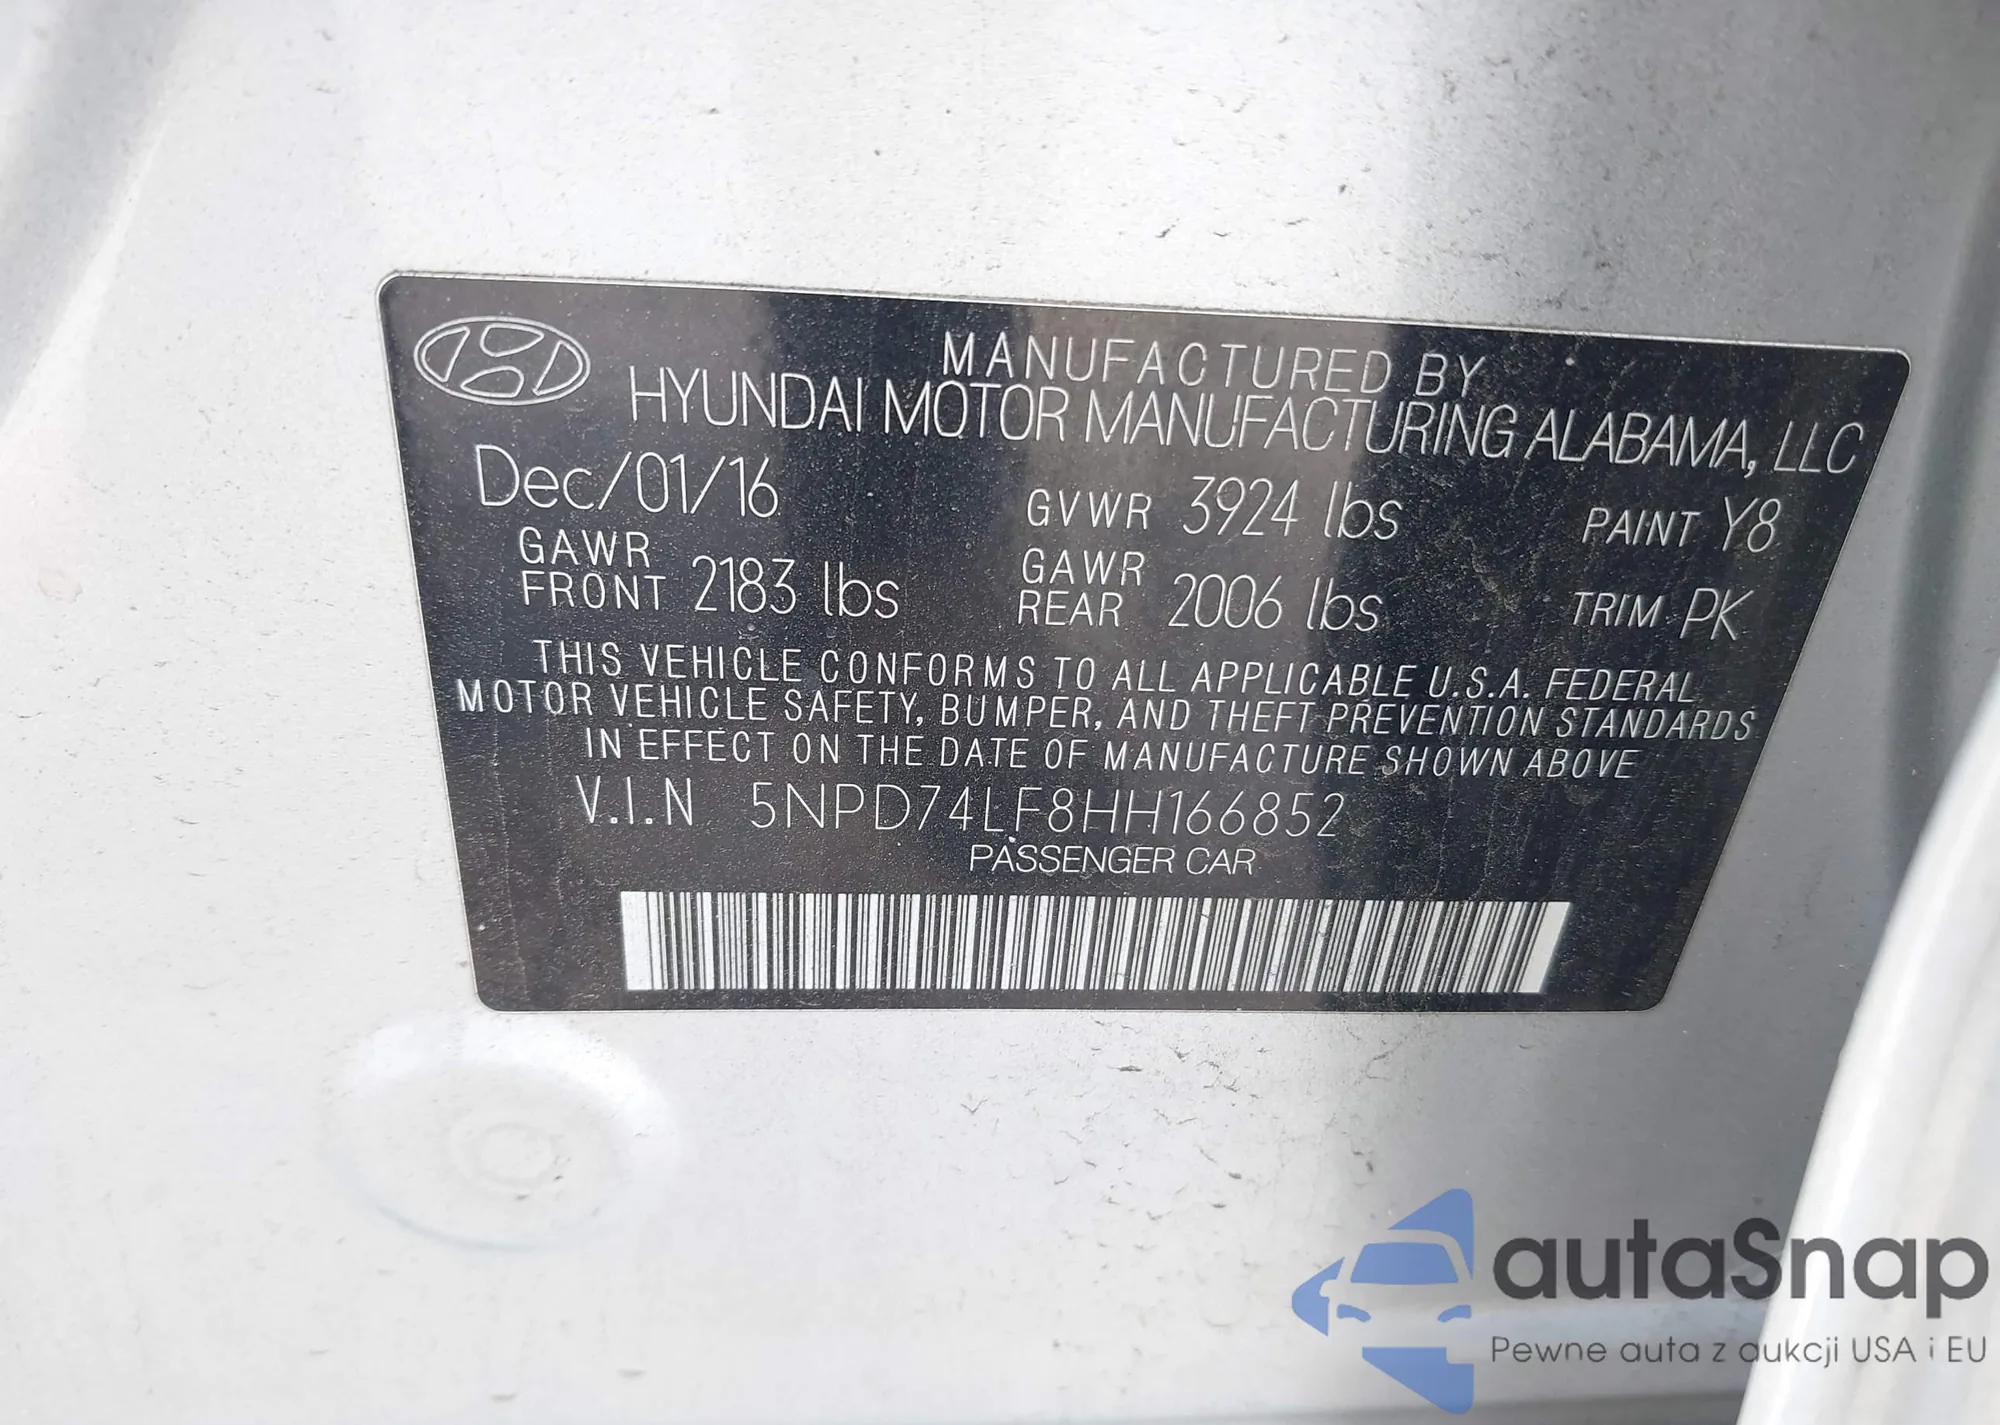 MANUFACTURED BY
HYUNDAI MOTOR MANUFACTURING ALABAMA, LLC
Dec/01/16 GVWR 3924 lbs PAINT Y8
GAWR FRONT 2183 lbs GAWR REAR 2006 lbs TRIM PK
THIS VEHICLE CONFORMS TO ALL APPLICABLE U.S.A. FEDERAL
MOTOR VEHICLE SAFETY, BUMPER, AND THEFT PREVENTION STANDARDS
IN EFFECT ON THE DATE OF MANUFACTURE SHOWN ABOVE
V.I.N 5NPD74LF8HH166852
PASSENGER CAR
autaSnap
Pewne auta z aukcji USA i EU